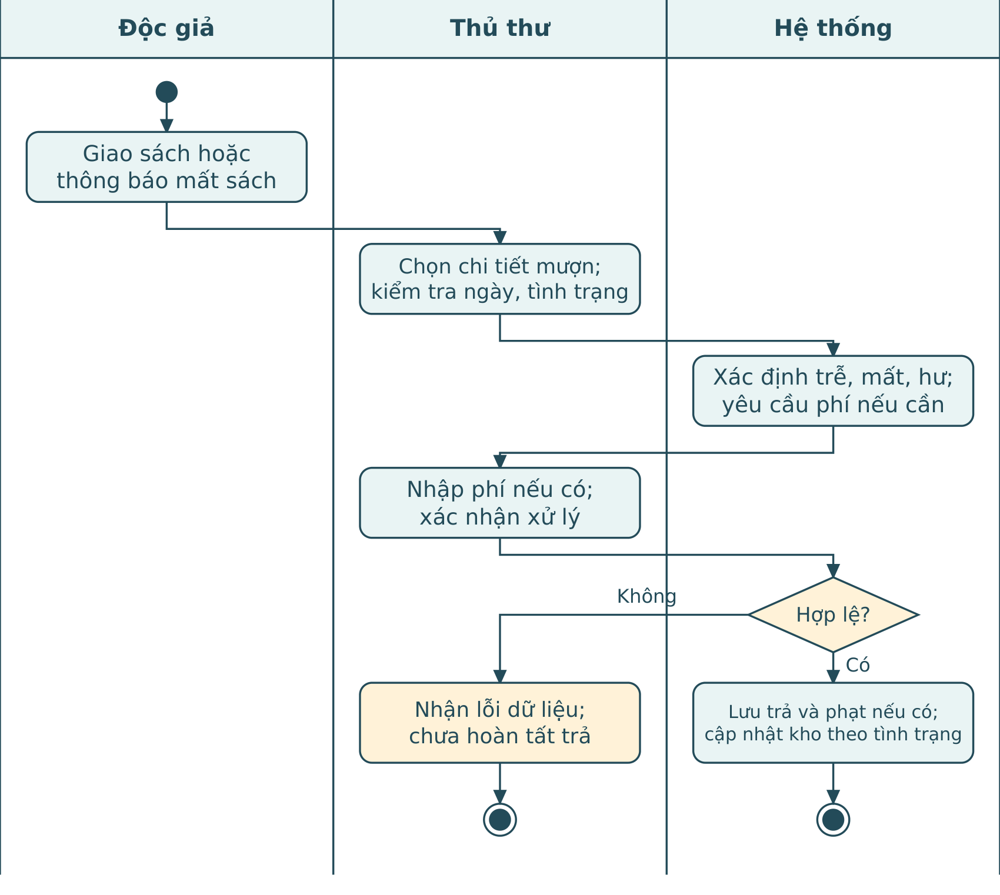 Độc giả
Thủ thư
Hệ thống
Giao sách hoặc
thông báo mất sách
Chọn chi tiết mượn;
kiểm tra ngày, tình trạng
Xác định trễ, mất, hư;
yêu cầu phí nếu cần
Nhập phí nếu có;
xác nhận xử lý
Không
Hợp lệ?
Có
Nhận lỗi dữ liệu;
chưa hoàn tất trả
Lưu trả và phạt nếu có;
cập nhật kho theo tình trạng